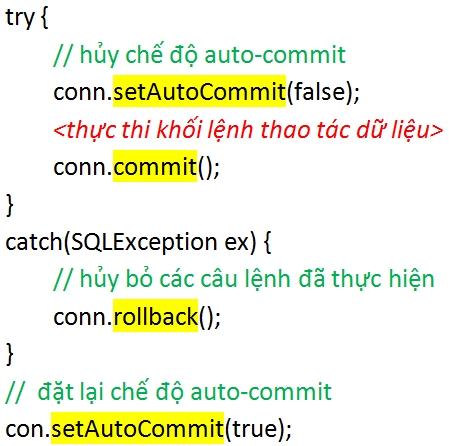 try {
// hủy chế độ auto-commit
conn.setAutoCommit(false);
<thực thi khối lệnh thao tác dữ liệu>
conn.commit();
}
catch(SQLException ex) {
// hủy bỏ các câu lệnh đã thực hiện
conn.rollback();
}
// đặt lại chế độ auto-commit
con.setAutoCommit(true);